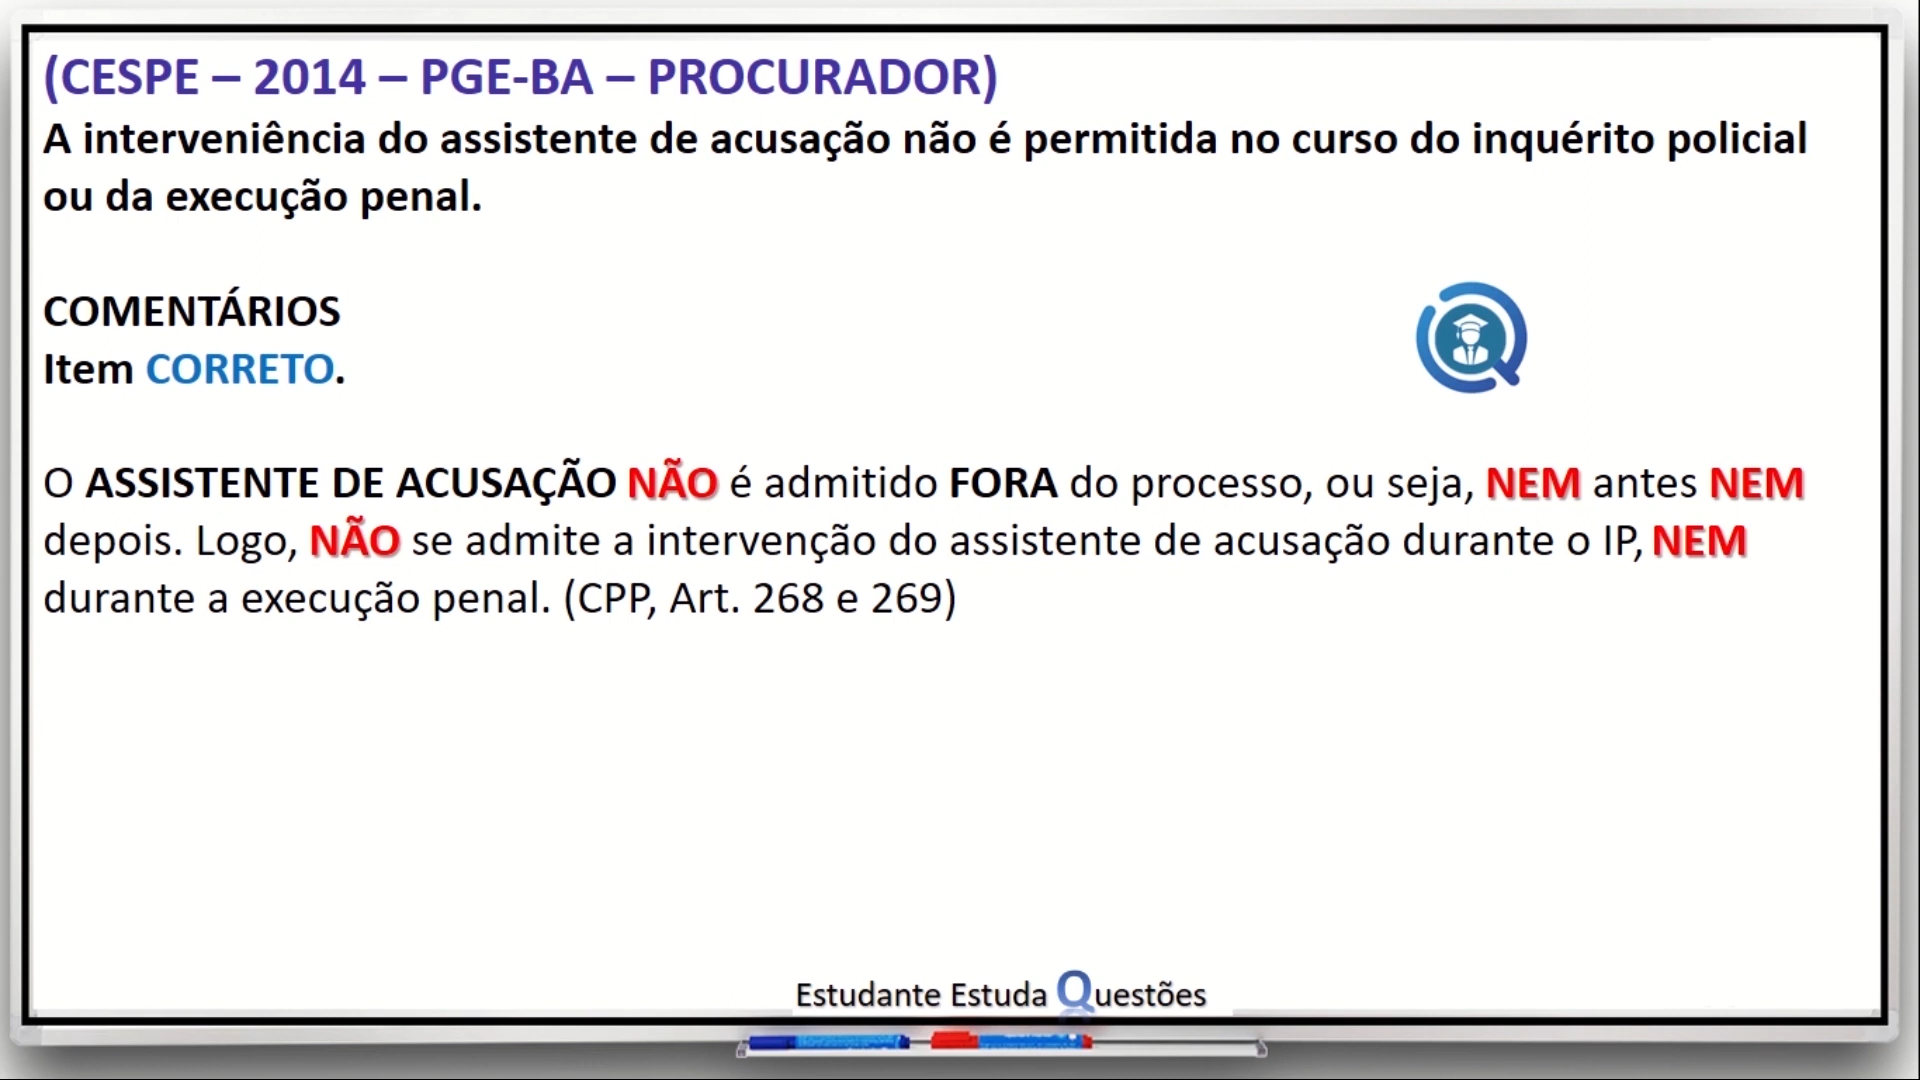 (CESPE – 2014 – PGE-BA – PROCURADOR)
A interveniência do assistente de acusação não é permitida no curso do inquérito policial
ou da execução penal.
COMENTÁRIOS
Item CORRETO.
O ASSISTENTE DE ACUSAÇÃO NÃO é admitido FORA do processo, ou seja, NEM antes NEM
depois. Logo, NÃO se admite a intervenção do assistente de acusação durante o IP, NEM
durante a execução penal. (CPP, Art. 268 e 269)
Estudante Estuda Questões